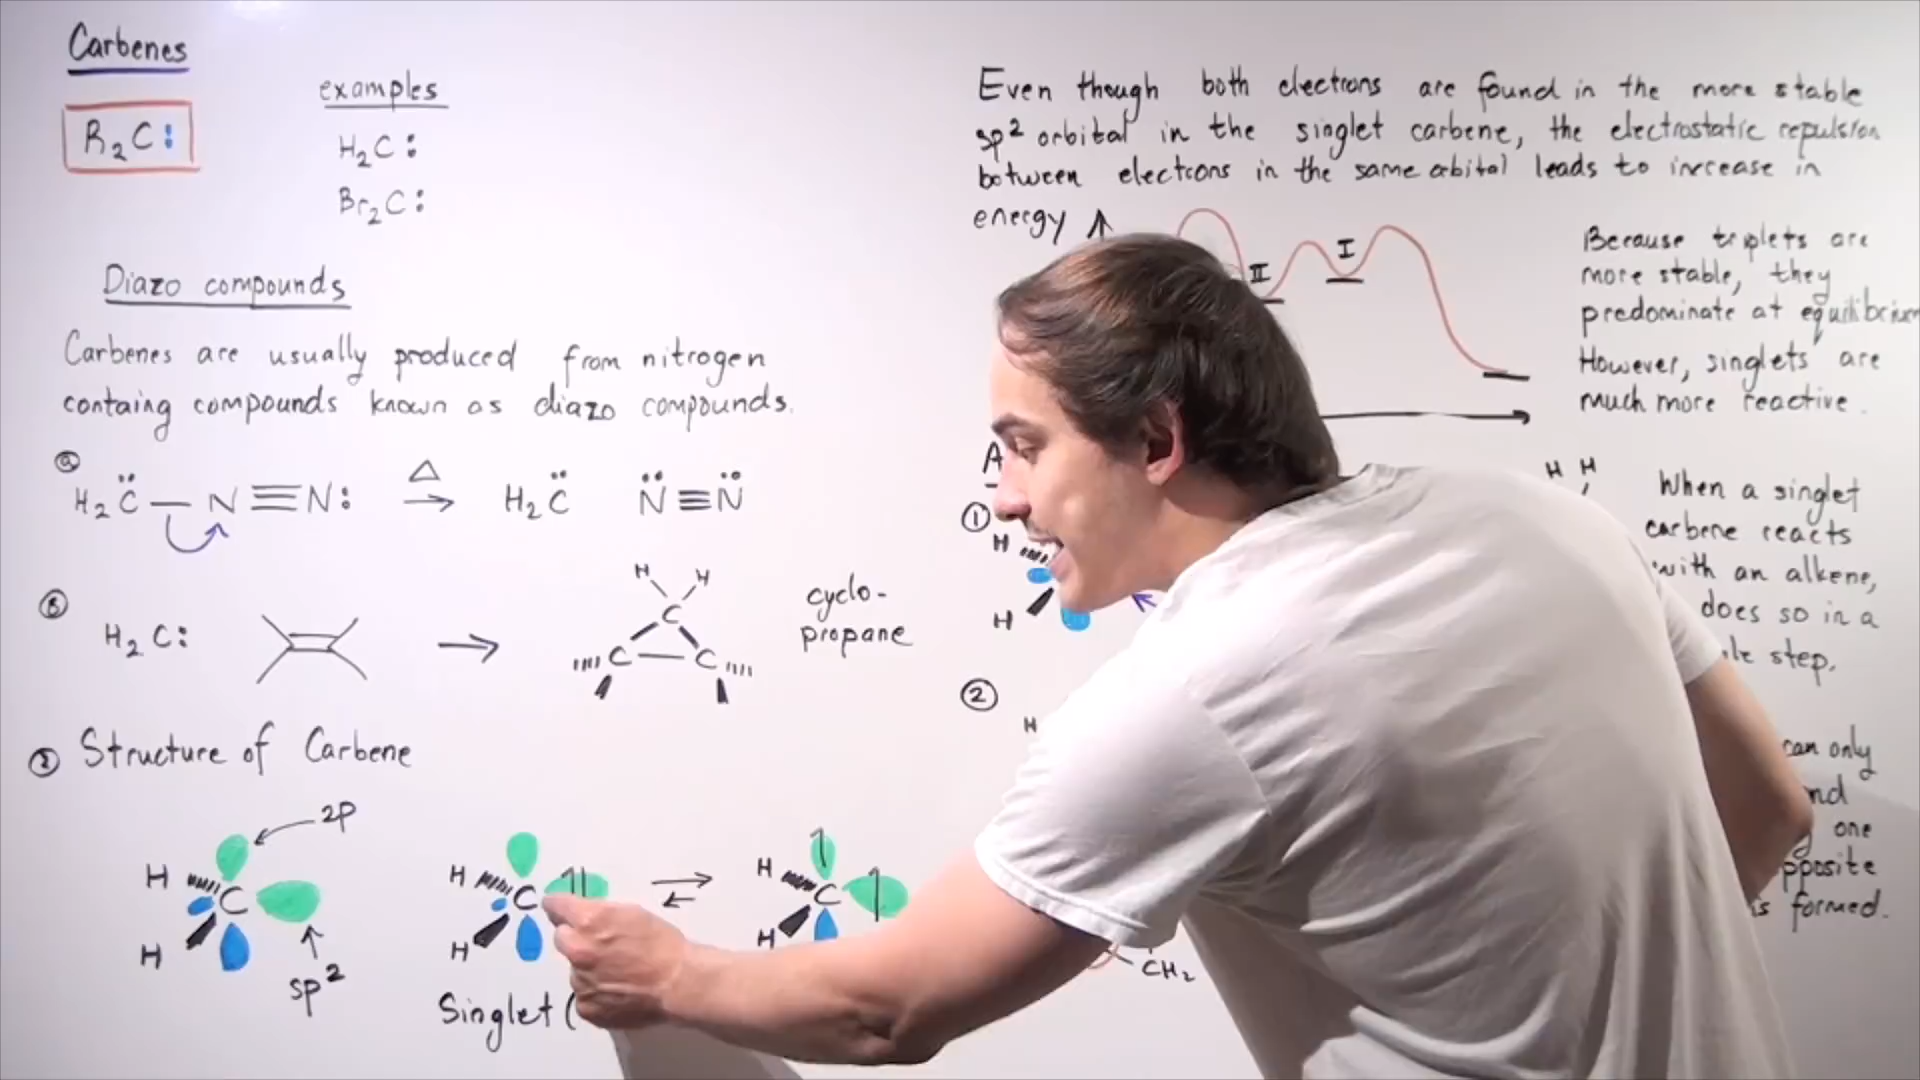 Carbenes
R₂C:
examples
H₂C:
Br₂C:
Diazo compounds
Carbenes are usually produced from nitrogen
containg compounds known as diazo compounds.
a
H₂C̈ — N≡N: Δ → H₂C̈ N̈≡N̈
B
H₂C: →
H H
C
C — C
cyclo-
propane
2 Structure of Carbene
2p
H
C
H
sp²
H
C
H
⇌
H
C
H
Singlet (
Even though both electrons are found in the more stable
sp² orbital in the singlet carbene, the electrostatic repulsion
between electrons in the same orbital leads to increase in
energy
II
I
Because triplets are
more stable, they
predominate at equilibrium
However, singlets are
much more reactive.
A
1
H
H
H H
When a singlet
carbene reacts
with an alkene,
does so in a
step.
2
H
CH₂
can only
one
is formed.